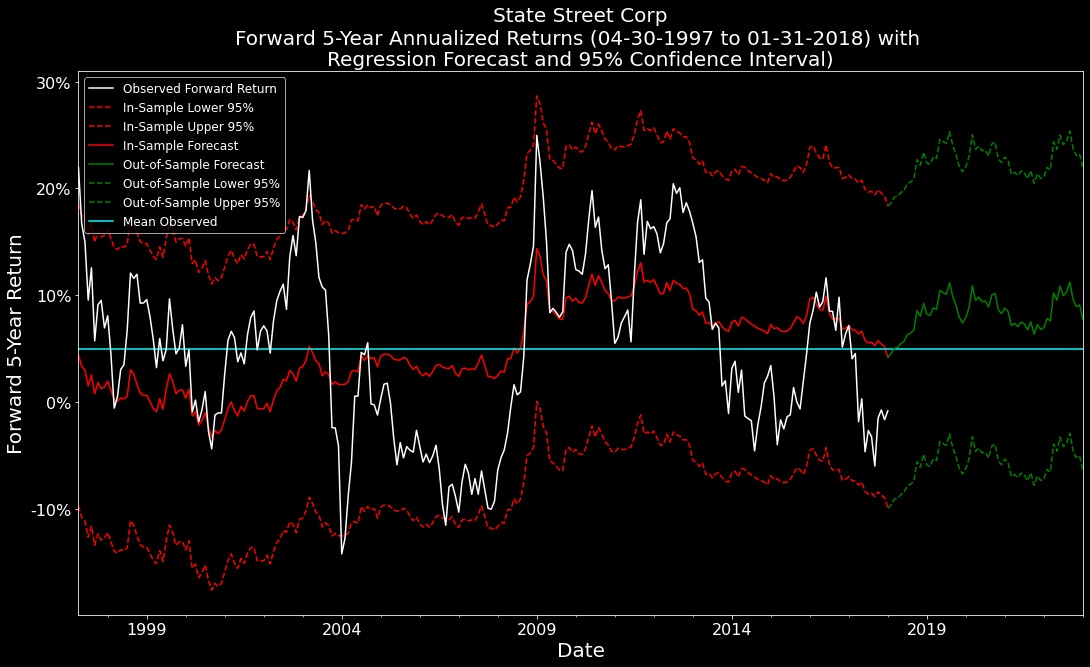 State Street Corp
Forward 5-Year Annualized Returns (04-30-1997 to 01-31-2018) with
Regression Forecast and 95% Confidence Interval)
30%
20%
10%
0%
-10%
Forward 5-Year Return
Observed Forward Return
In-Sample Lower 95%
In-Sample Upper 95%
In-Sample Forecast
Out-of-Sample Forecast
Out-of-Sample Lower 95%
Out-of-Sample Upper 95%
Mean Observed
1999
2004
2009
2014
2019
Date